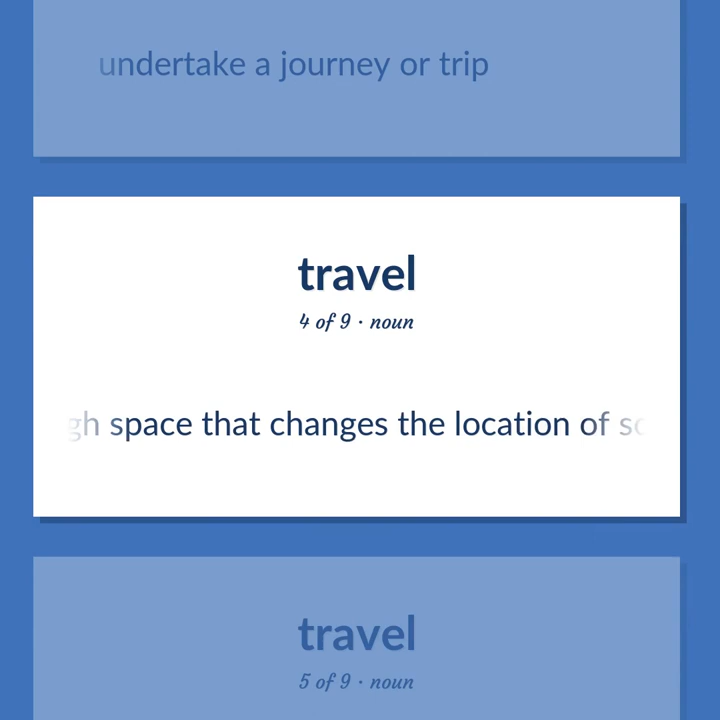 undertake a journey or trip
travel
4 of 9 · noun
space that changes the location of
travel
5 of 9 · noun